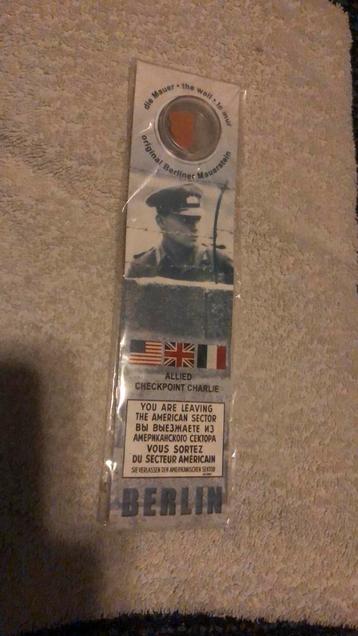 die Mauer • the wall • le mur
original Berliner Mauerstein
ALLIED
CHECKPOINT CHARLIE
YOU ARE LEAVING
THE AMERICAN SECTOR
ВЫ ВЫЕЗЖАЕТЕ ИЗ
АМЕРИКАНСКОГО СЕКТОРА
VOUS SORTEZ
DU SECTEUR AMÉRICAIN
SIE VERLASSEN DEN AMERIKANISCHEN SEKTOR
BERLIN